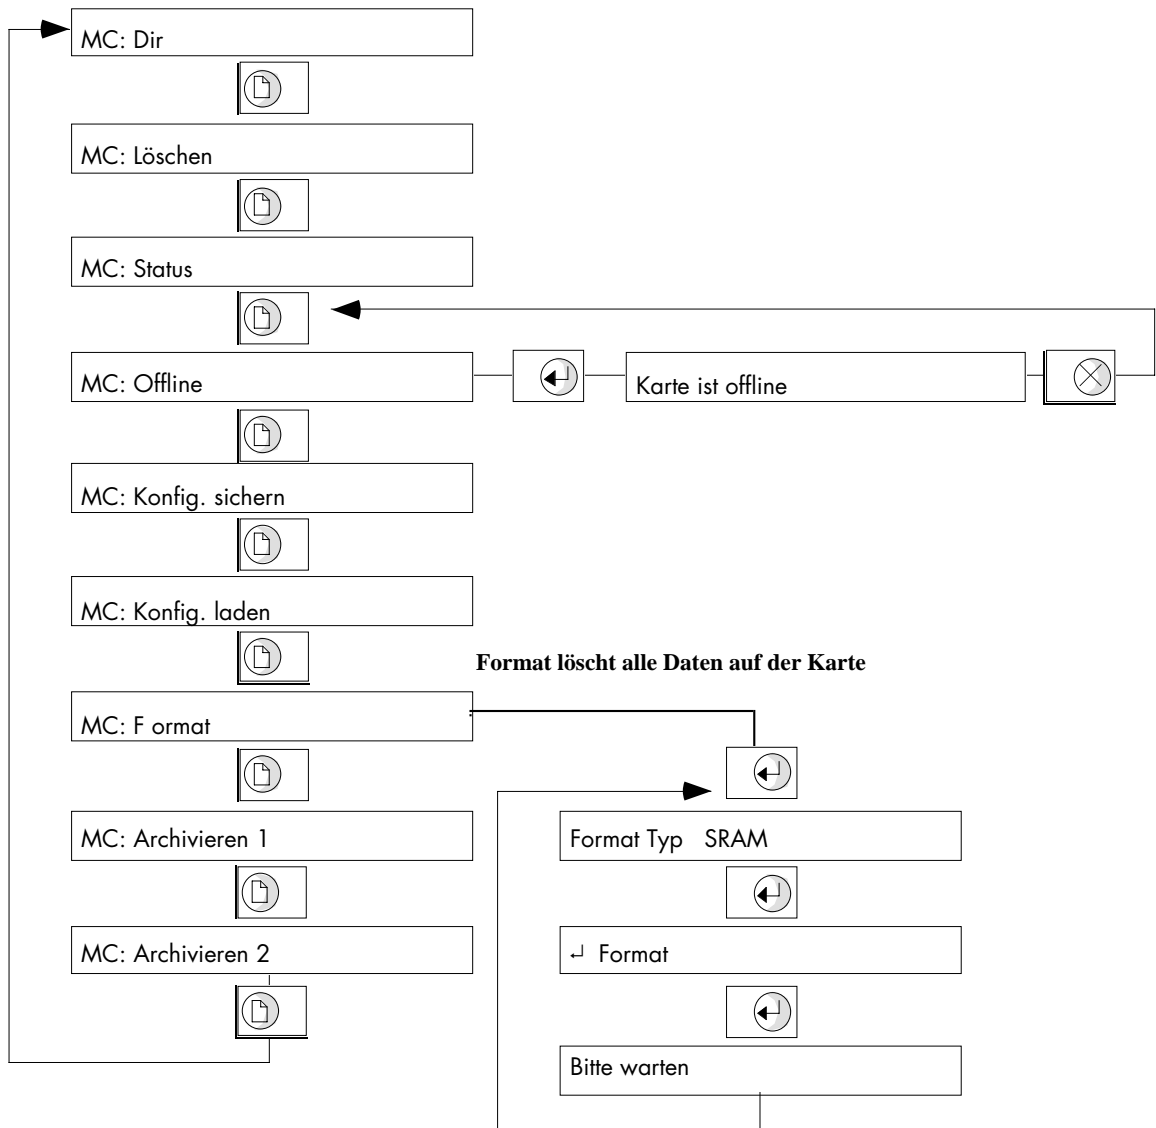 MC: Dir
MC: Löschen
MC: Status
MC: Offline
Karte ist offline
MC: Konfig. sichern
MC: Konfig. laden
Format löscht alle Daten auf der Karte
MC: F ormat
MC: Archivieren 1
Format Typ SRAM
MC: Archivieren 2
↵ Format
Bitte warten